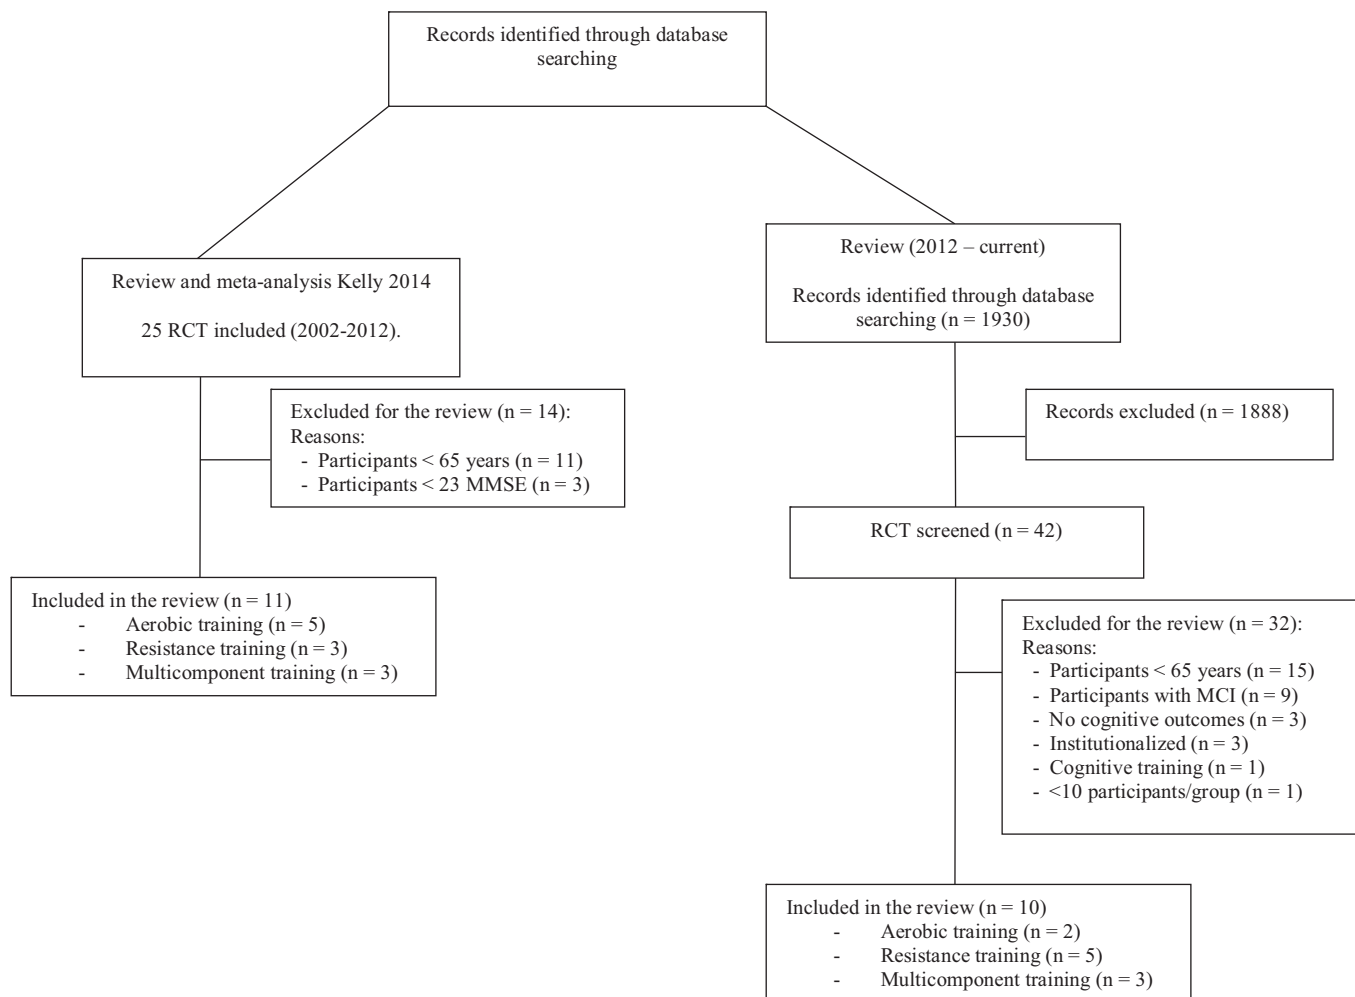 Records identified through database
searching
Review and meta-analysis Kelly 2014
25 RCT included (2002-2012).
Excluded for the review (n = 14):
Reasons:
- Participants < 65 years (n = 11)
- Participants < 23 MMSE (n = 3)
Included in the review (n = 11)
- Aerobic training (n = 5)
- Resistance training (n = 3)
- Multicomponent training (n = 3)
Review (2012 – current)
Records identified through database
searching (n = 1930)
Records excluded (n = 1888)
RCT screened (n = 42)
Excluded for the review (n = 32):
Reasons:
- Participants < 65 years (n = 15)
- Participants with MCI (n = 9)
- No cognitive outcomes (n = 3)
- Institutionalized (n = 3)
- Cognitive training (n = 1)
- <10 participants/group (n = 1)
Included in the review (n = 10)
- Aerobic training (n = 2)
- Resistance training (n = 5)
- Multicomponent training (n = 3)